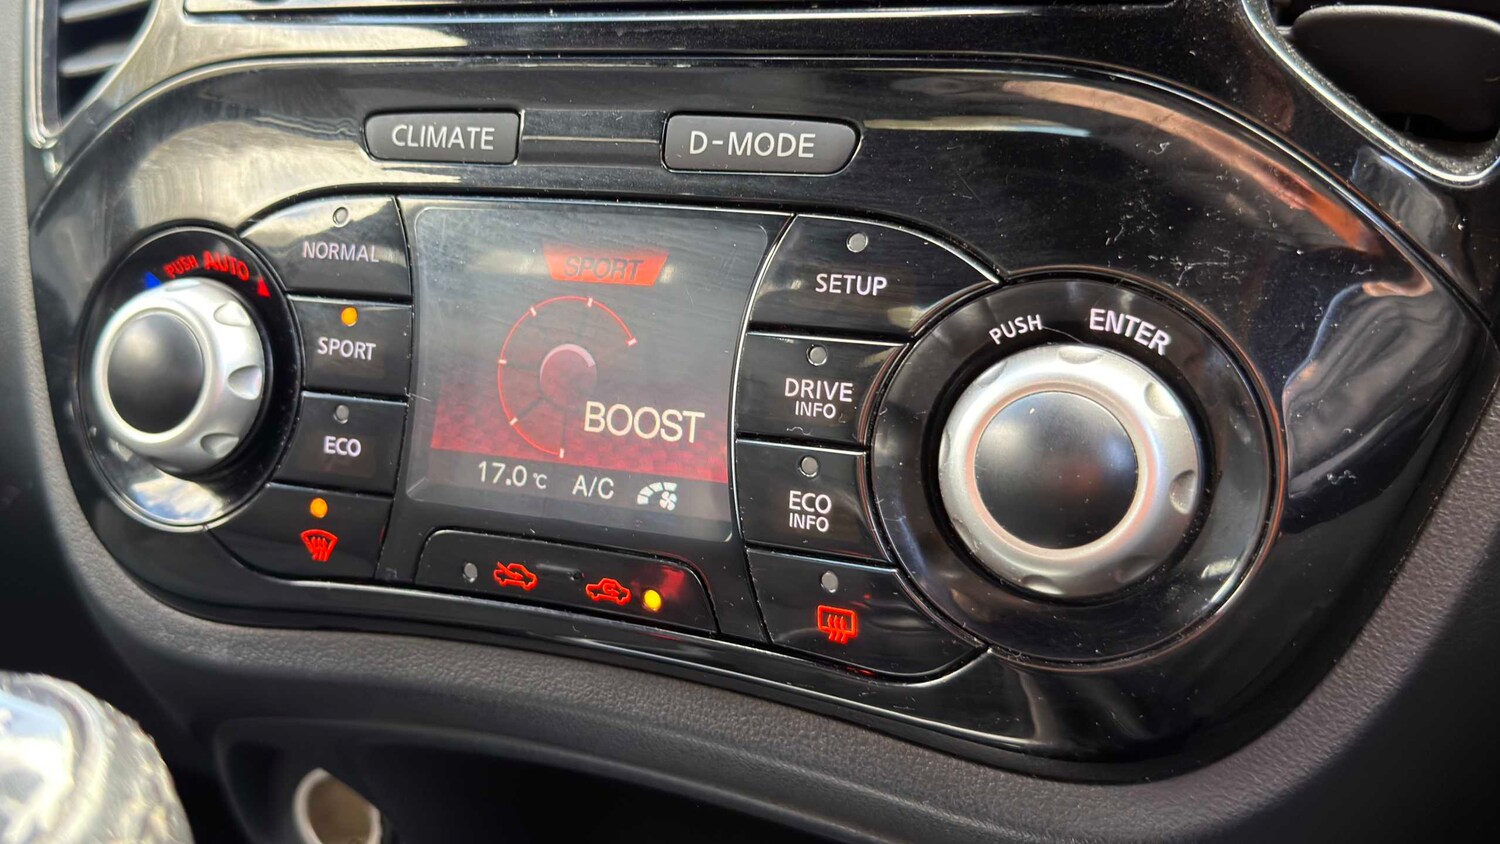 CLIMATE
D-MODE
PUSH AUTO
NORMAL
SPORT
ECO
SPORT
BOOST
17.0 °C A/C
SETUP
DRIVE
INFO
ECO
INFO
PUSH ENTER